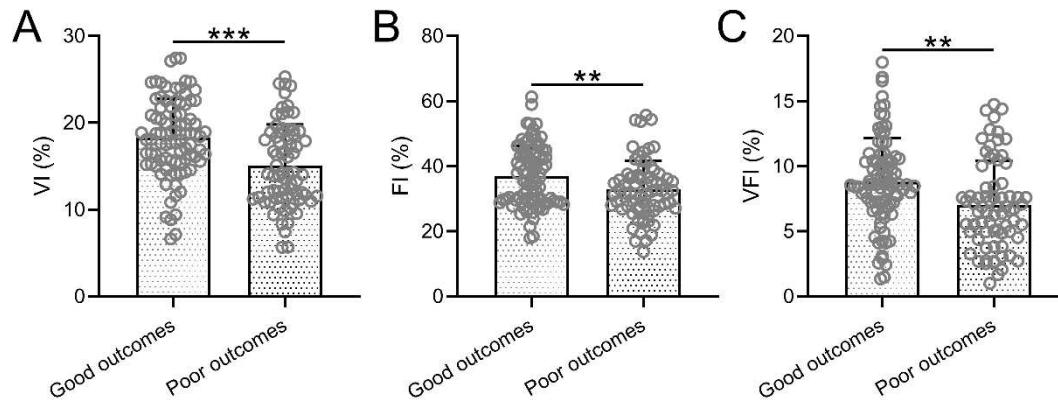 A
VI (%)
30
20
10
0
***
Good outcomes
Poor outcomes
B
FI (%)
80
60
40
20
0
**
Good outcomes
Poor outcomes
C
VFI (%)
20
15
10
5
0
**
Good outcomes
Poor outcomes